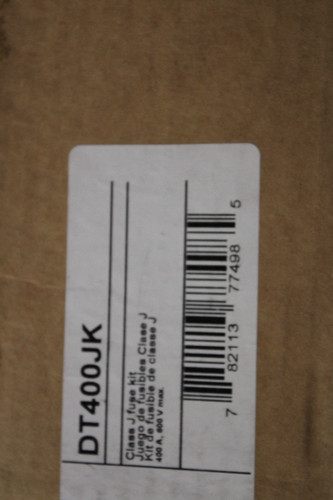 DT400JK
Class J fuse kit
Juego de fusibles Clase J
Kit de fusible de classe J
400 A, 600 V max.
7 82113 77498 5